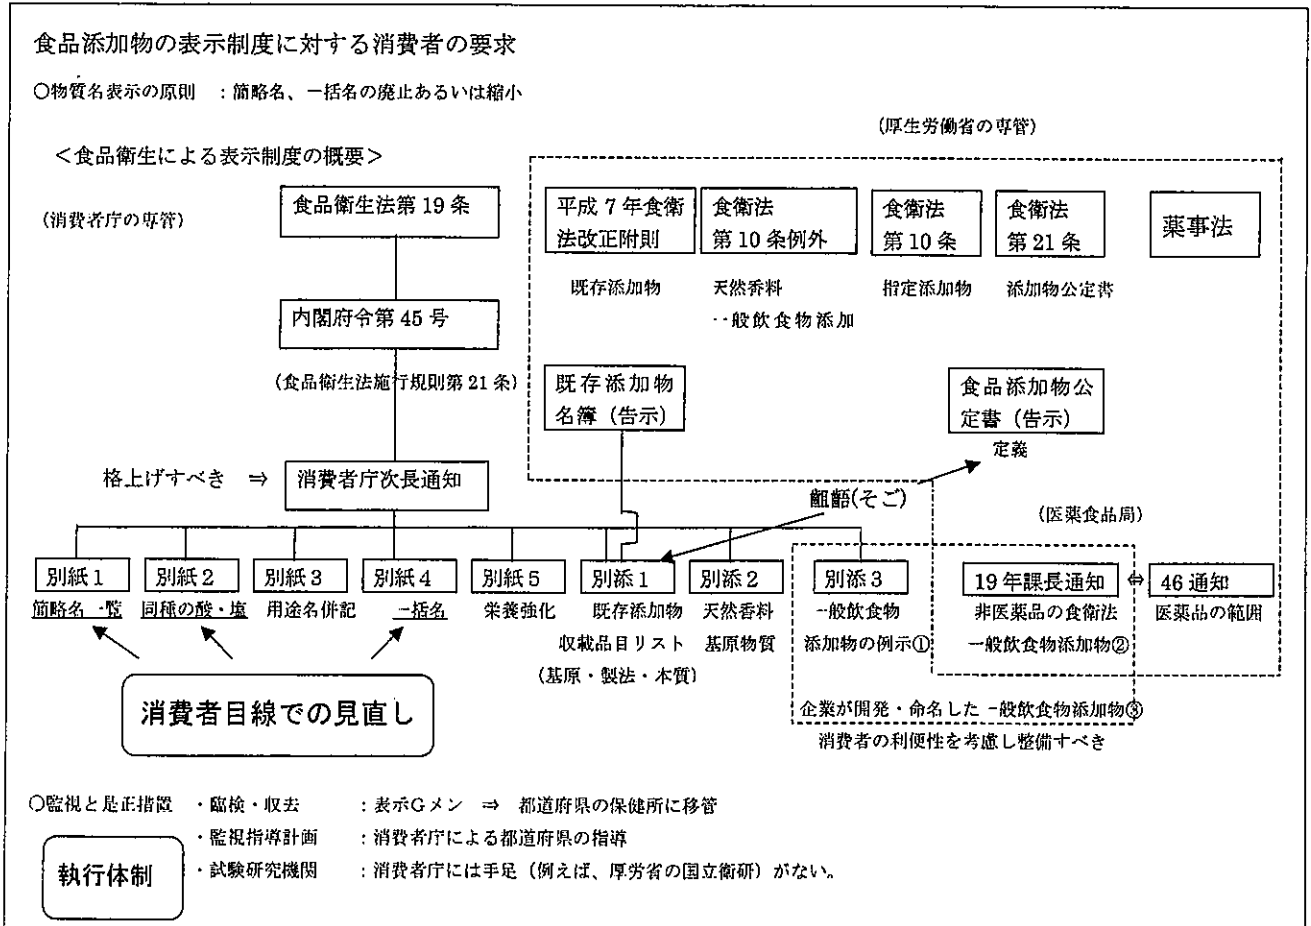 食品添加物の表示制度に対する消費者の要求
○物質名表示の原則 :簡略名、一括名の廃止あるいは縮小
(厚生労働省の専管)
<食品衛生による表示制度の概要>
(消費者庁の専管)
食品衛生法第19条
平成7年食衛
法改正附則
食衛法
第10条例外
食衛法
第10条
食衛法
第21条
薬事法
既存添加物
天然香料
一般飲食物添加
指定添加物
添加物公定書
内閣府令第45号
(食品衛生法施行規則第21条)
既存添加物
名簿(告示)
食品添加物公
定書(告示)
定義
格上げすべき ⇒
消費者庁次長通知
齟齬(そご)
(医薬食品局)
別紙1
別紙2
別紙3
別紙4
別紙5
別添1
別添2
別添3
19年課長通知
⇔
46通知
簡略名一覧
同種の酸・塩
用途名併記
一括名
栄養強化
既存添加物
天然香料
一般飲食物
非医薬品の食衛法
医薬品の範囲
収載品目リスト
基原物質
添加物の例示①
一般飲食物添加物②
(基原・製法・本質)
消費者目線での見直し
企業が開発・命名した一般飲食物添加物③
消費者の利便性を考慮し整備すべき
○監視と是正措置 ・臨検・収去 :表示Gメン ⇒ 都道府県の保健所に移管
・監視指導計画 :消費者庁による都道府県の指導
・試験研究機関 :消費者庁には手足(例えば、厚労省の国立衛研)がない。
執行体制